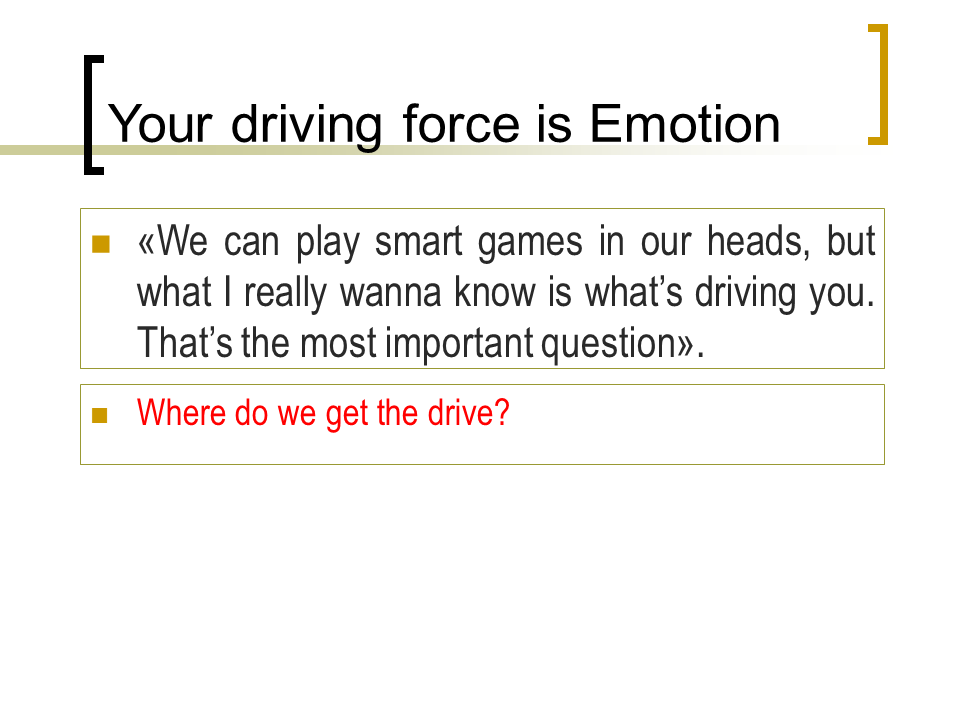 Your driving force is Emotion
«We can play smart games in our heads, but
what I really wanna know is what’s driving you.
That’s the most important question».
Where do we get the drive?